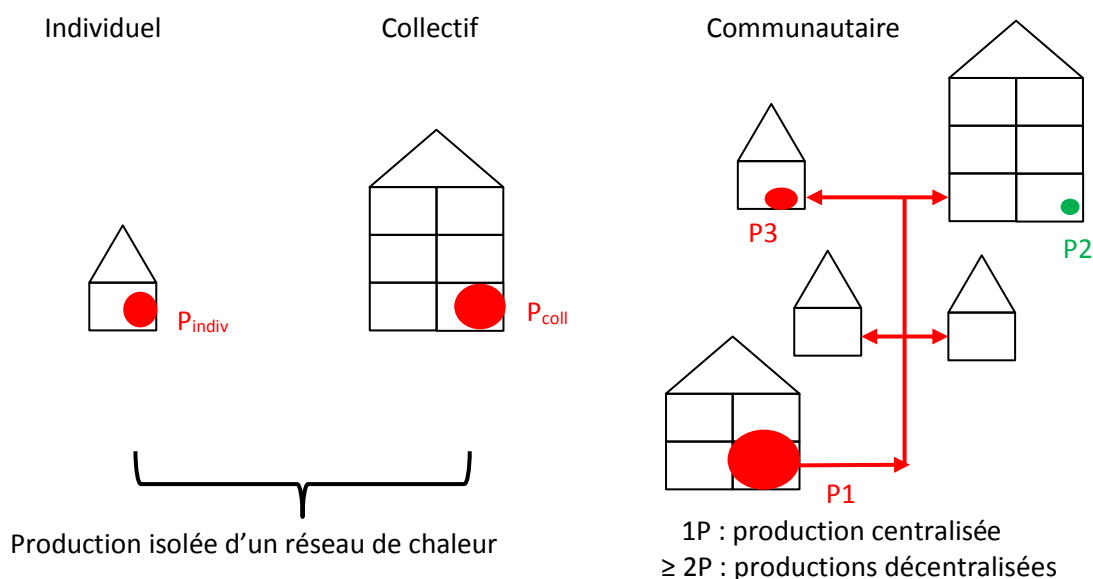 Individuel
Collectif
Communautaire
P3
P2
Pindiv
Pcoll
P1
Production isolée d'un réseau de chaleur
1P : production centralisée
≥ 2P : productions décentralisées